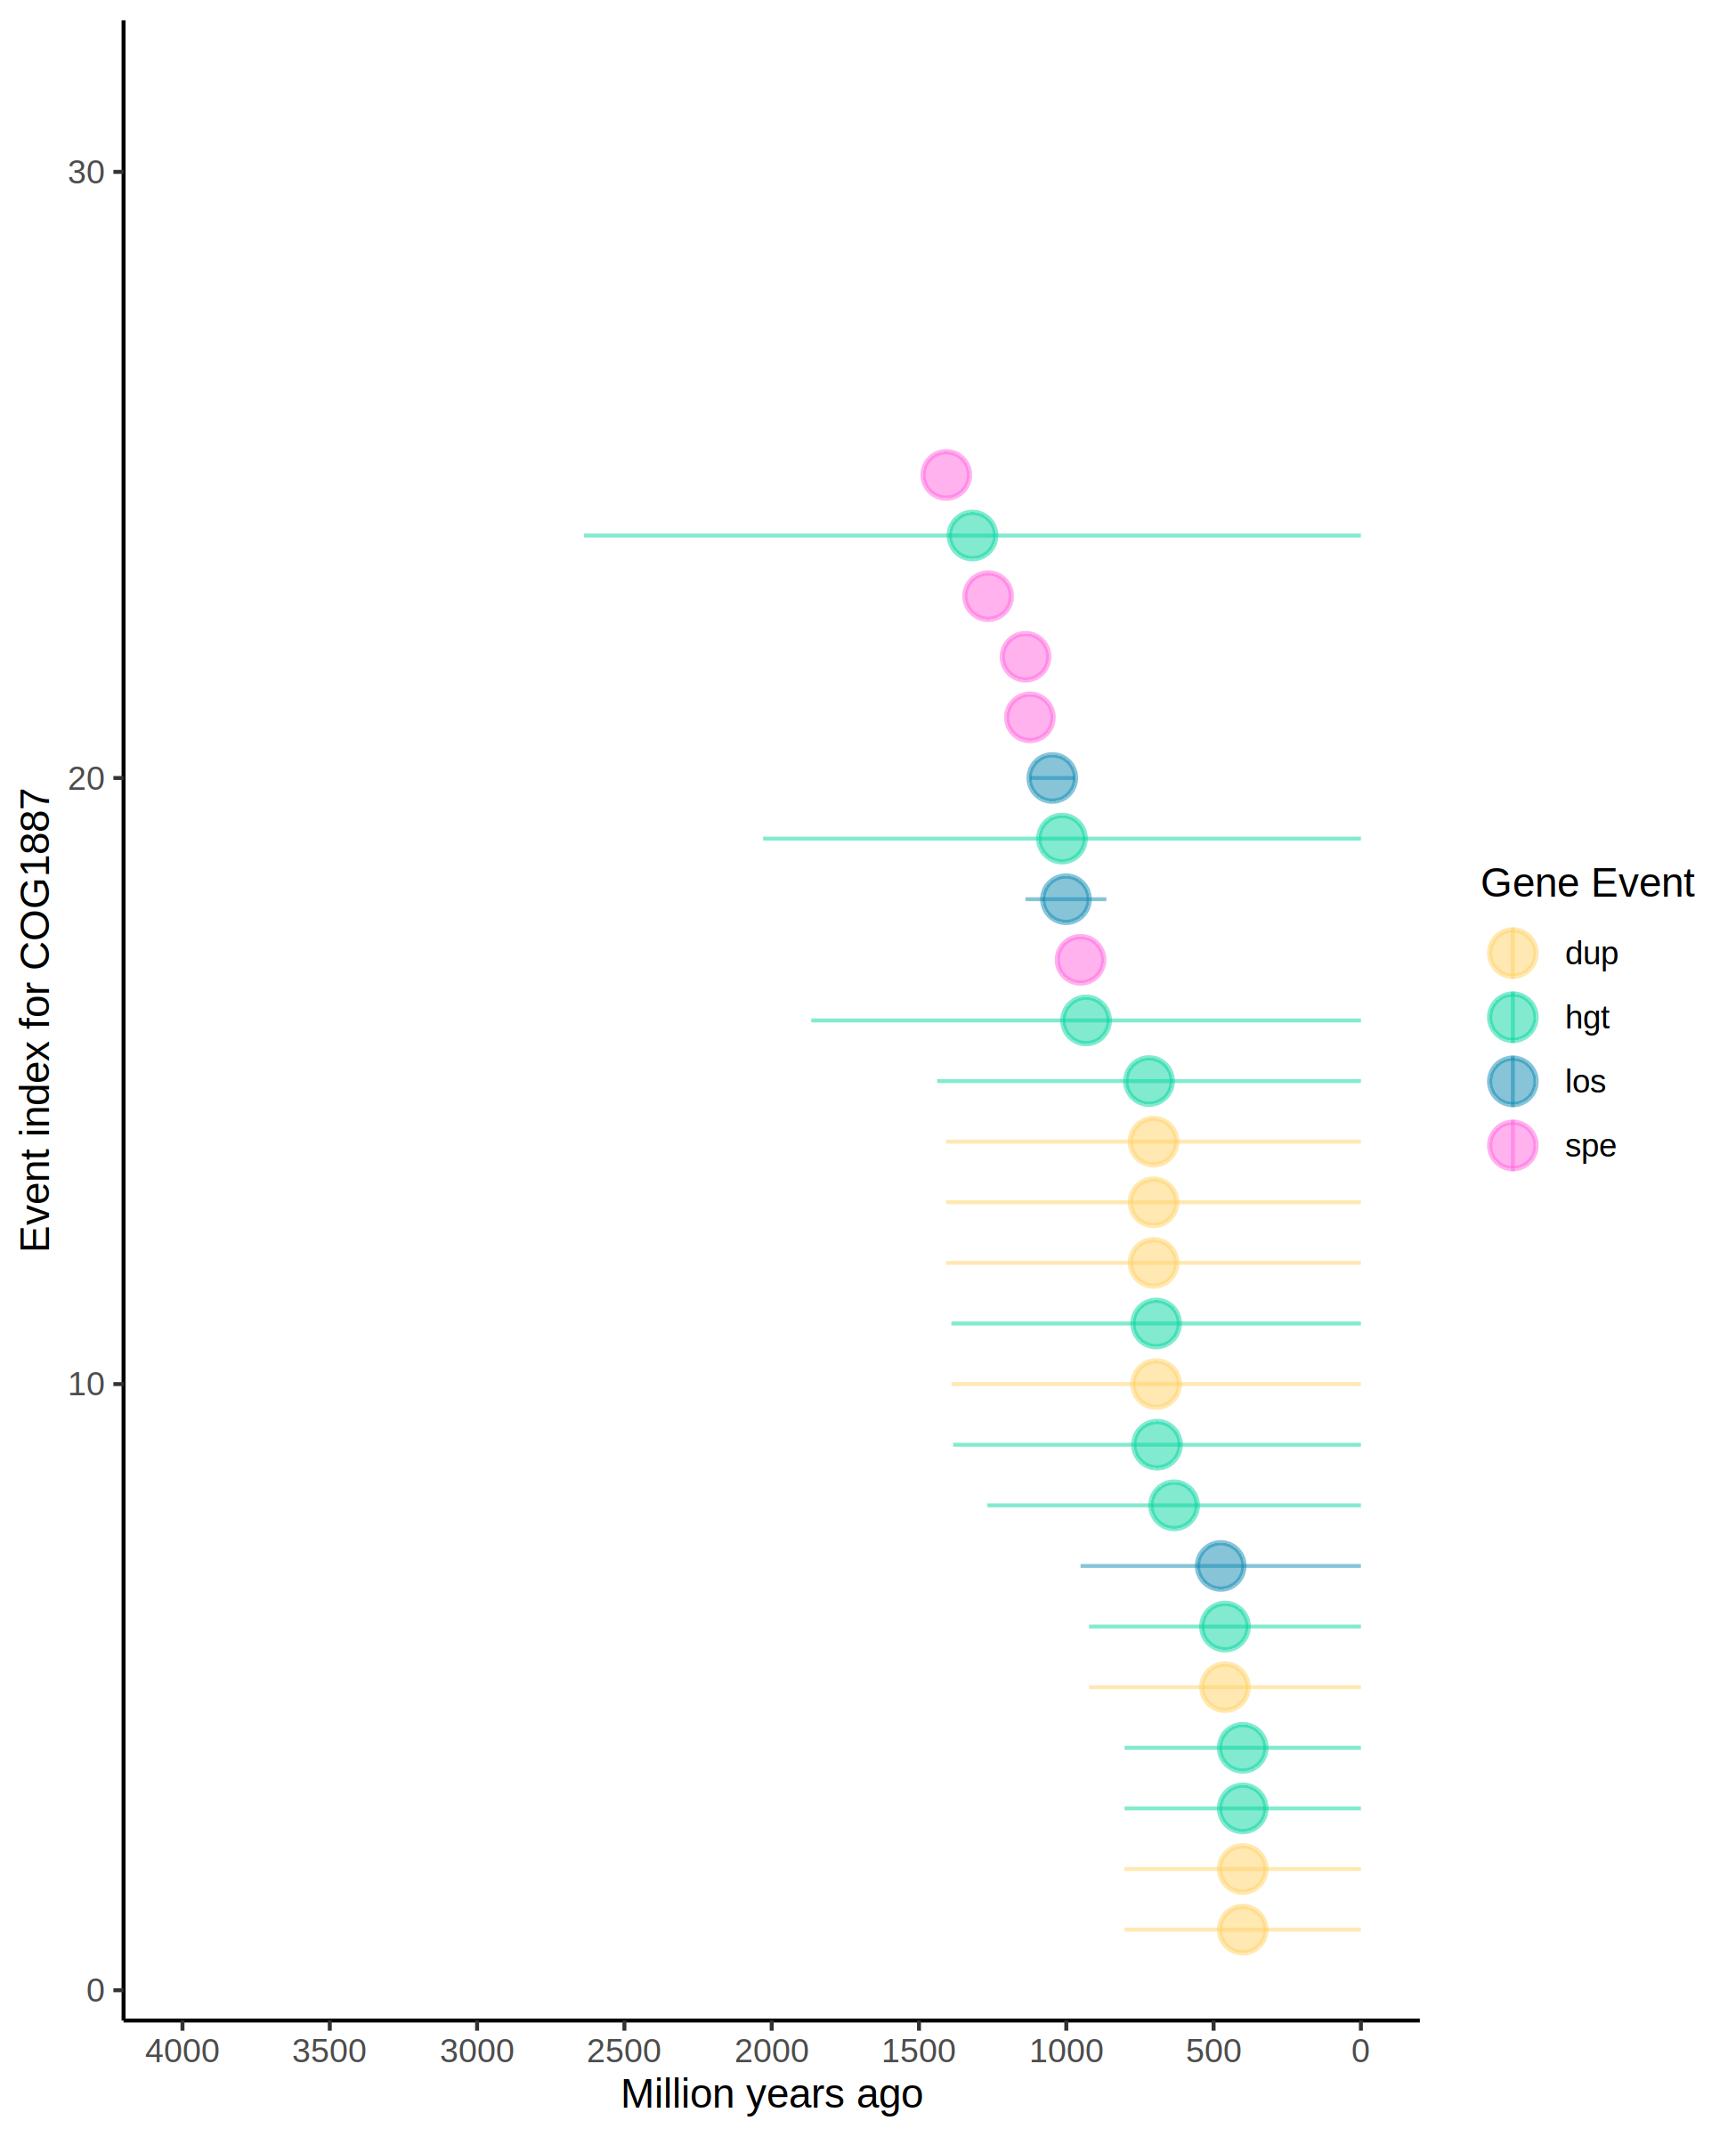 30
20
10
0
Event index for COG1887
4000 3500 3000 2500 2000 1500 1000 500 0
Million years ago
Gene Event
dup
hgt
los
spe